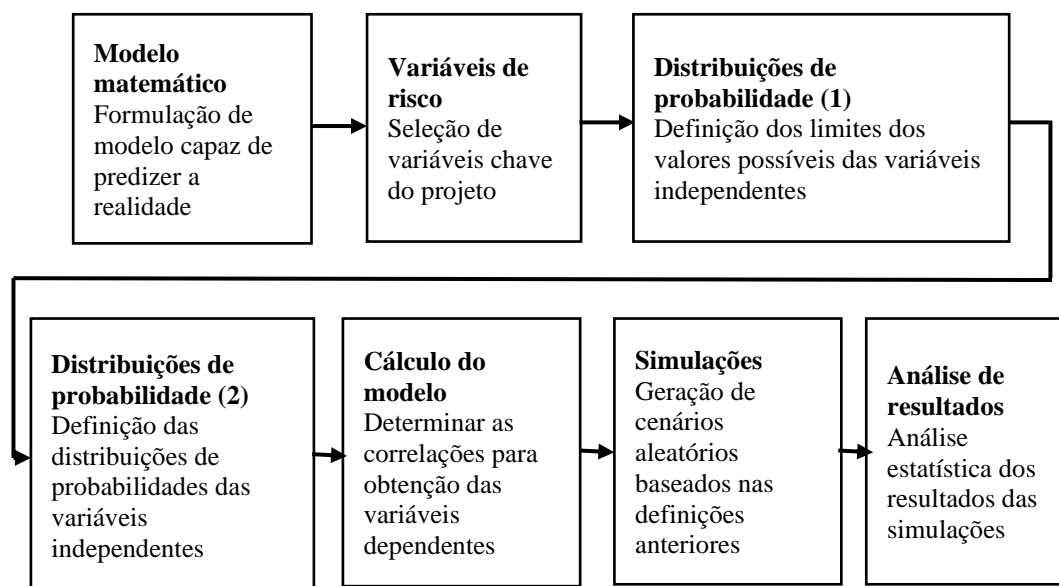 Modelo
matemático
Formulação de
modelo capaz de
predizer a
realidade
Variáveis de
risco
Seleção de
variáveis chave
do projeto
Distribuições de
probabilidade (1)
Definição dos limites dos
valores possíveis das variáveis
independentes
Distribuições de
probabilidade (2)
Definição das
distribuições de
probabilidades das
variáveis
independentes
Cálculo do
modelo
Determinar as
correlações para
obtenção das
variáveis
dependentes
Simulações
Geração de
cenários
aleatórios
baseados nas
definições
anteriores
Análise de
resultados
Análise
estatística dos
resultados das
simulações